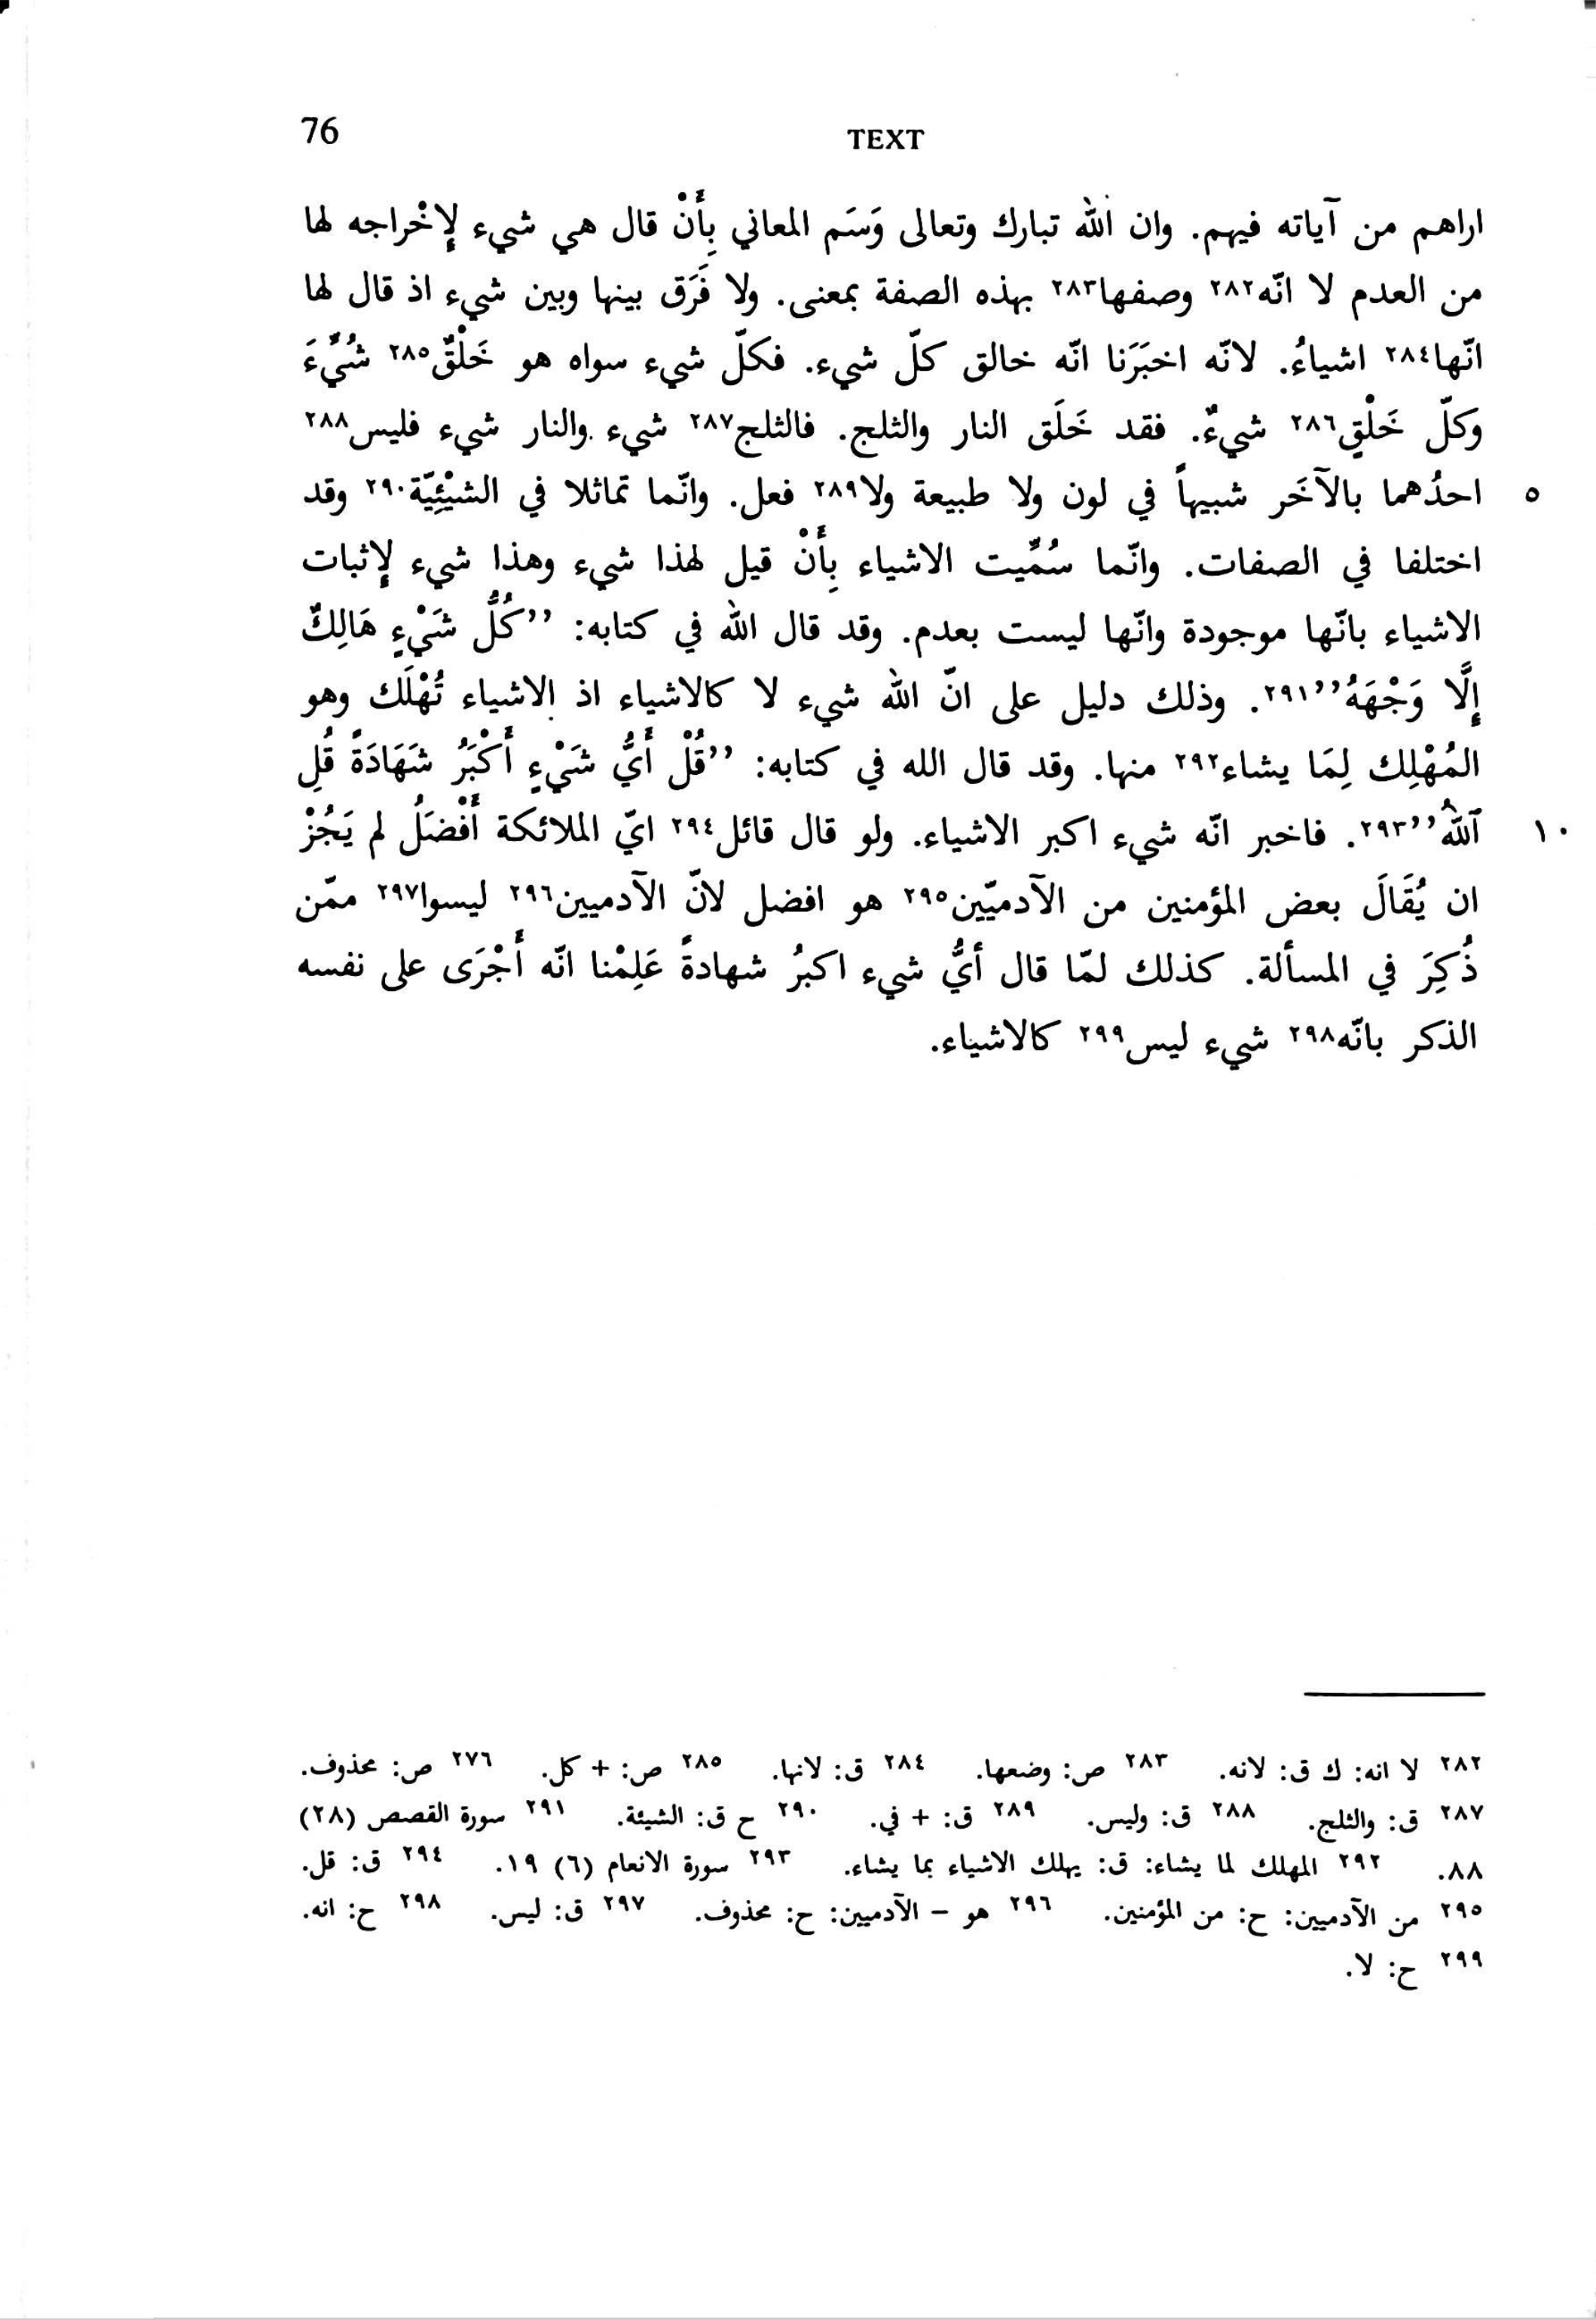 76
TEXT
اراهم من آياته فيهم. وان الله تبارك وتعالى وَسَم المعاني بِأَنْ قال هي شيء لإِخْراجه لها
من العدم لا انّه٢٨٢ وصفها٢٨٣ بهذه الصفة بمعنى. ولا فَرَق بينها وبين شيء اذ قال لها
انّها٢٨٤ اشياءُ. لانّه اخبَرَنا انّه خالق كلّ شيء. فكلّ شيء سواه هو خَلْقٌ٢٨٥ شُيِّءَ
وكلّ خَلْقٍ٢٨٦ شيءٌ. فقد خَلَق النار والثلج. فالثلج٢٨٧ شيء والنار شيء فليس٢٨٨
٥ احدُهما بالآخَر شبيهاً في لون ولا طبيعة ولا٢٨٩ فعل. وانّما تماثلا في الشيْئِيّة٢٩٠ وقد
اختلفا في الصفات. وانّما سُمِّيت الاشياء بِأَنْ قيل لهذا شيء وهذا شيء لإِثبات
الاشياء بانّها موجودة وانّها ليست بعدم. وقد قال الله في كتابه: ’’كُلُّ شَيْءٍ هَالِكٌ
إِلَّا وَجْهَهُ’’٢٩١. وذلك دليل على انّ الله شيء لا كالاشياء اذ الاشياء تُهْلَك وهو
المُهْلِك لِمَا يشاء٢٩٢ منها. وقد قال الله في كتابه: ’’قُلْ أَيُّ شَيْءٍ أَكْبَرُ شَهَادَةً قُلِ
١٠ ٱللهُ’’٢٩٣. فاخبر انّه شيء اكبر الاشياء. ولو قال قائل٢٩٤ ايّ الملائكة أَفْضَلُ لم يَجُزْ
ان يُقَالَ بعض المؤمنين من الآدميّين٢٩٥ هو افضل لانّ الآدميين٢٩٦ ليسوا٢٩٧ ممّن
ذُكِرَ في المسألة. كذلك لمّا قال أيُّ شيء اكبرُ شهادةً عَلِمْنا انّه أَجْرَى على نفسه
الذكر بانّه٢٩٨ شيء ليس٢٩٩ كالاشياء.
٢٨٢ لا انه: ك ق: لانه. ٢٨٣ ص: وضعها. ٢٨٤ ق: لانها. ٢٨٥ ص: + كل. ٢٧٦ ص: محذوف.
٢٨٧ ق: والثلج. ٢٨٨ ق: وليس. ٢٨٩ ق: + في. ٢٩٠ ح ق: الشيئة. ٢٩١ سورة القصص (٢٨)
٨٨. ٢٩٢ المهلك لما يشاء: ق: يهلك الاشياء بما يشاء. ٢٩٣ سورة الانعام (٦) ١٩. ٢٩٤ ق: قل.
٢٩٥ من الآدميين: ح: من المؤمنين. ٢٩٦ هو – الآدميين: ح: محذوف. ٢٩٧ ق: ليس. ٢٩٨ ح: انه.
٢٩٩ ح: لا.